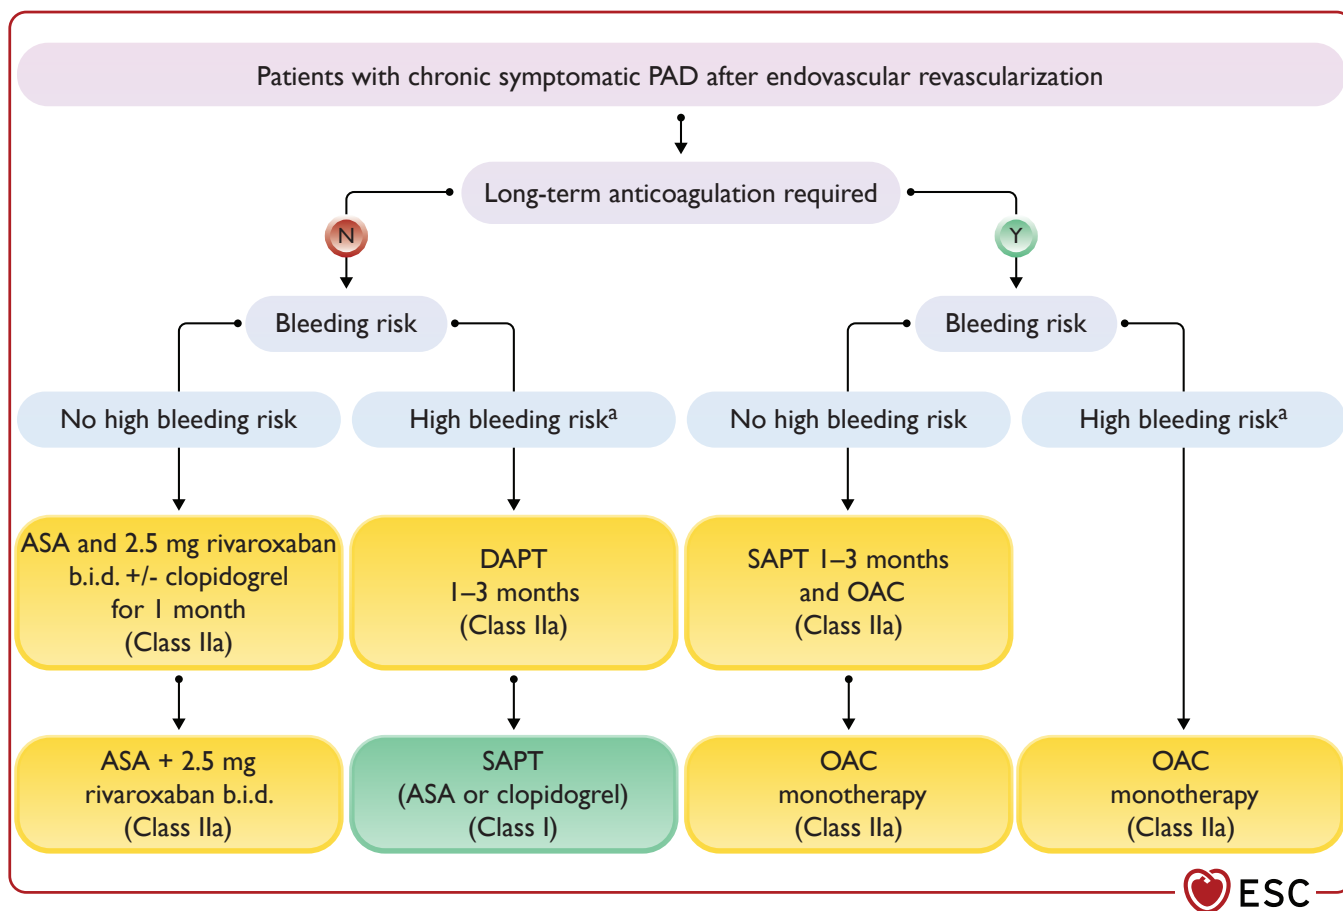 Patients with chronic symptomatic PAD after endovascular revascularization
Long-term anticoagulation required
N
Y
Bleeding risk
Bleeding risk
No high bleeding risk
High bleeding riskᵃ
No high bleeding risk
High bleeding riskᵃ
ASA and 2.5 mg rivaroxaban
b.i.d. +/- clopidogrel
for 1 month
(Class IIa)
DAPT
1–3 months
(Class IIa)
SAPT 1–3 months
and OAC
(Class IIa)
ASA + 2.5 mg
rivaroxaban b.i.d.
(Class IIa)
SAPT
(ASA or clopidogrel)
(Class I)
OAC
monotherapy
(Class IIa)
OAC
monotherapy
(Class IIa)
ESC